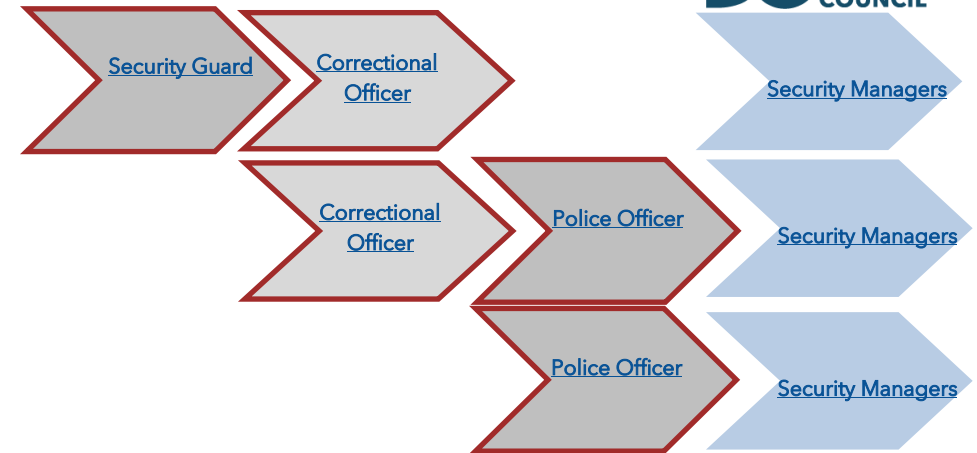 COUNCIL
Security Guard
Correctional
Officer
Security Managers
Correctional
Officer
Police Officer
Security Managers
Police Officer
Security Managers